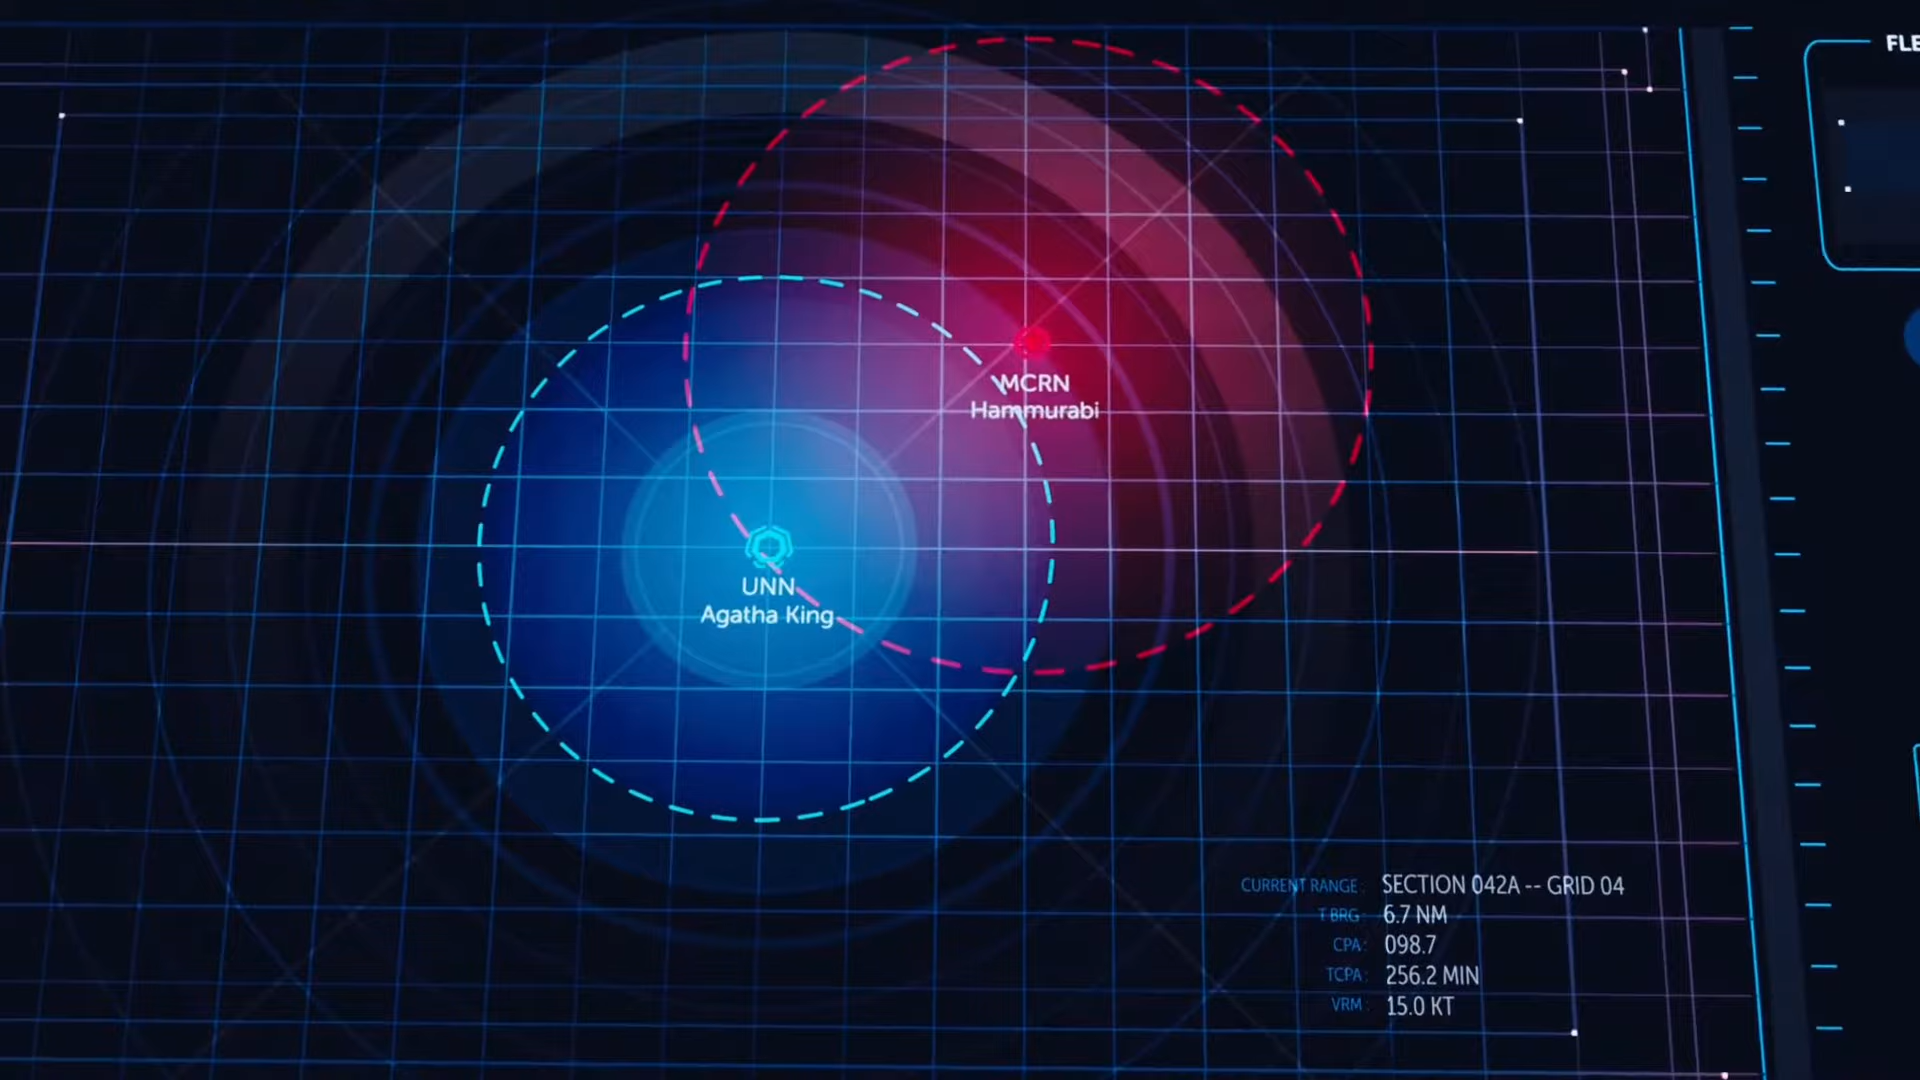 FLE
MCRN
Hammurabi
UNN
Agatha King
CURRENT RANGE: SECTION 042A -- GRID 04
T BRG: 6.7 NM
CPA: 098.7
TCPA: 256.2 MIN
VRM: 15.0 KT